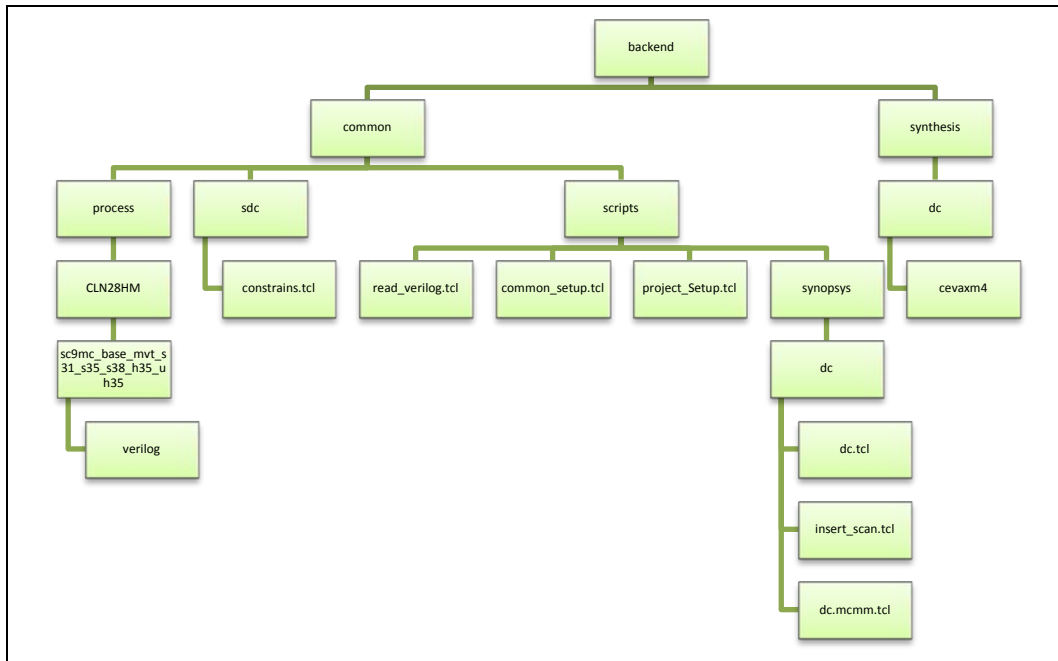 backend
common
synthesis
process
sdc
scripts
dc
CLN28HM
constrains.tcl
read_verilog.tcl
common_setup.tcl
project_Setup.tcl
synopsys
cevaxm4
sc9mc_base_mvt_s
31_s35_s38_h35_u
h35
dc
verilog
dc.tcl
insert_scan.tcl
dc.mcmm.tcl